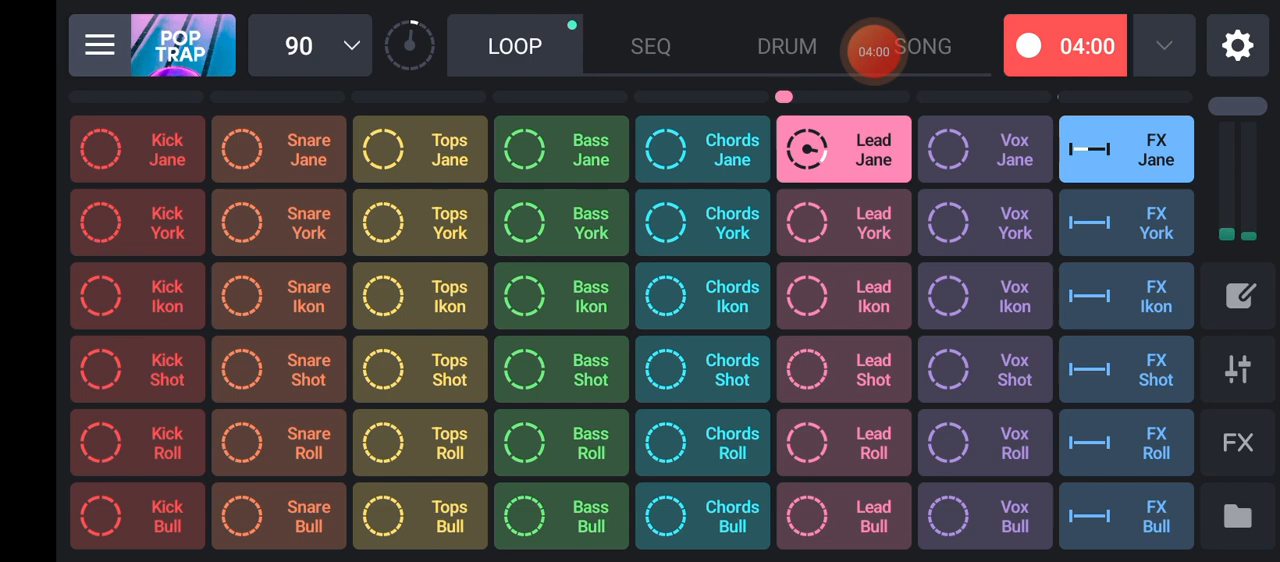 POP
TRAP
90
LOOP
SEQ
DRUM
04:00
SONG
04:00
Kick
Jane
Snare
Jane
Tops
Jane
Bass
Jane
Chords
Jane
Lead
Jane
Vox
Jane
FX
Jane
Kick
York
Snare
York
Tops
York
Bass
York
Chords
York
Lead
York
Vox
York
FX
York
Kick
Ikon
Snare
Ikon
Tops
Ikon
Bass
Ikon
Chords
Ikon
Lead
Ikon
Vox
Ikon
FX
Ikon
Kick
Shot
Snare
Shot
Tops
Shot
Bass
Shot
Chords
Shot
Lead
Shot
Vox
Shot
FX
Shot
Kick
Roll
Snare
Roll
Tops
Roll
Bass
Roll
Chords
Roll
Lead
Roll
Vox
Roll
FX
Roll
FX
Kick
Bull
Snare
Bull
Tops
Bull
Bass
Bull
Chords
Bull
Lead
Bull
Vox
Bull
FX
Bull